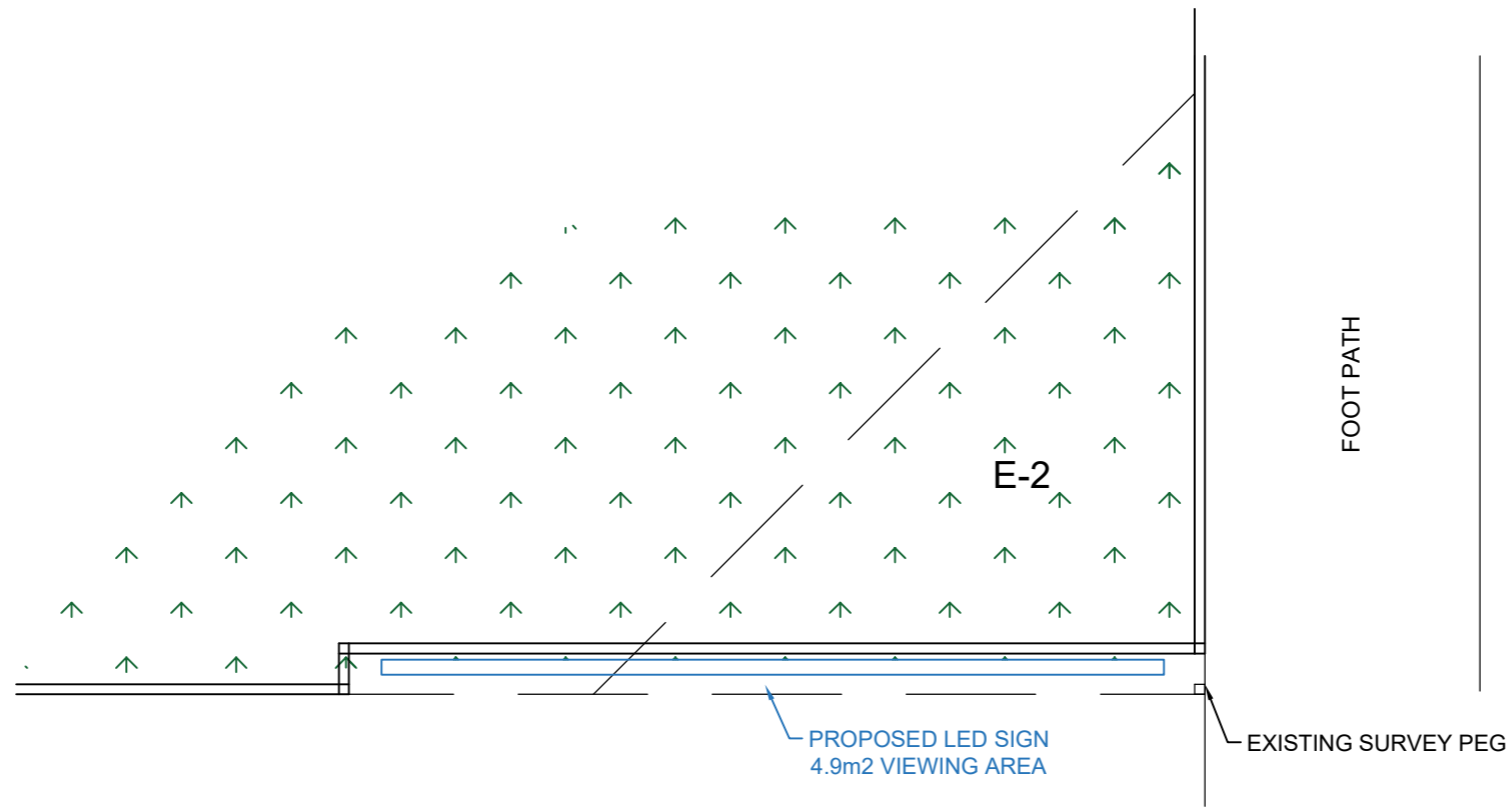 FOOT PATH
E-2
PROPOSED LED SIGN
4.9m2 VIEWING AREA
EXISTING SURVEY PEG